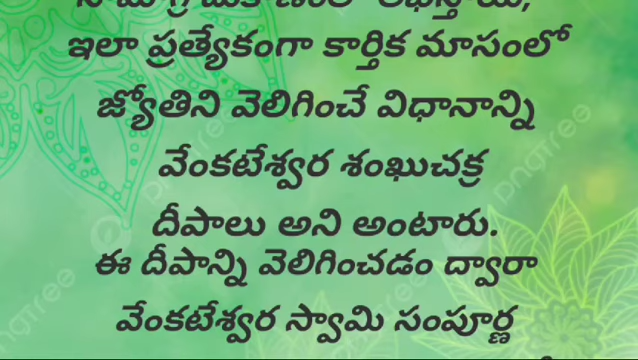 ఇలా ప్రత్యేకంగా కార్తిక మాసంలో
జ్యోతిని వెలిగించే విధానాన్ని
వేంకటేశ్వర శంఖుచక్ర
దీపాలు అని అంటారు.
ఈ దీపాన్ని వెలిగించడం ద్వారా
వేంకటేశ్వర స్వామి సంపూర్ణ